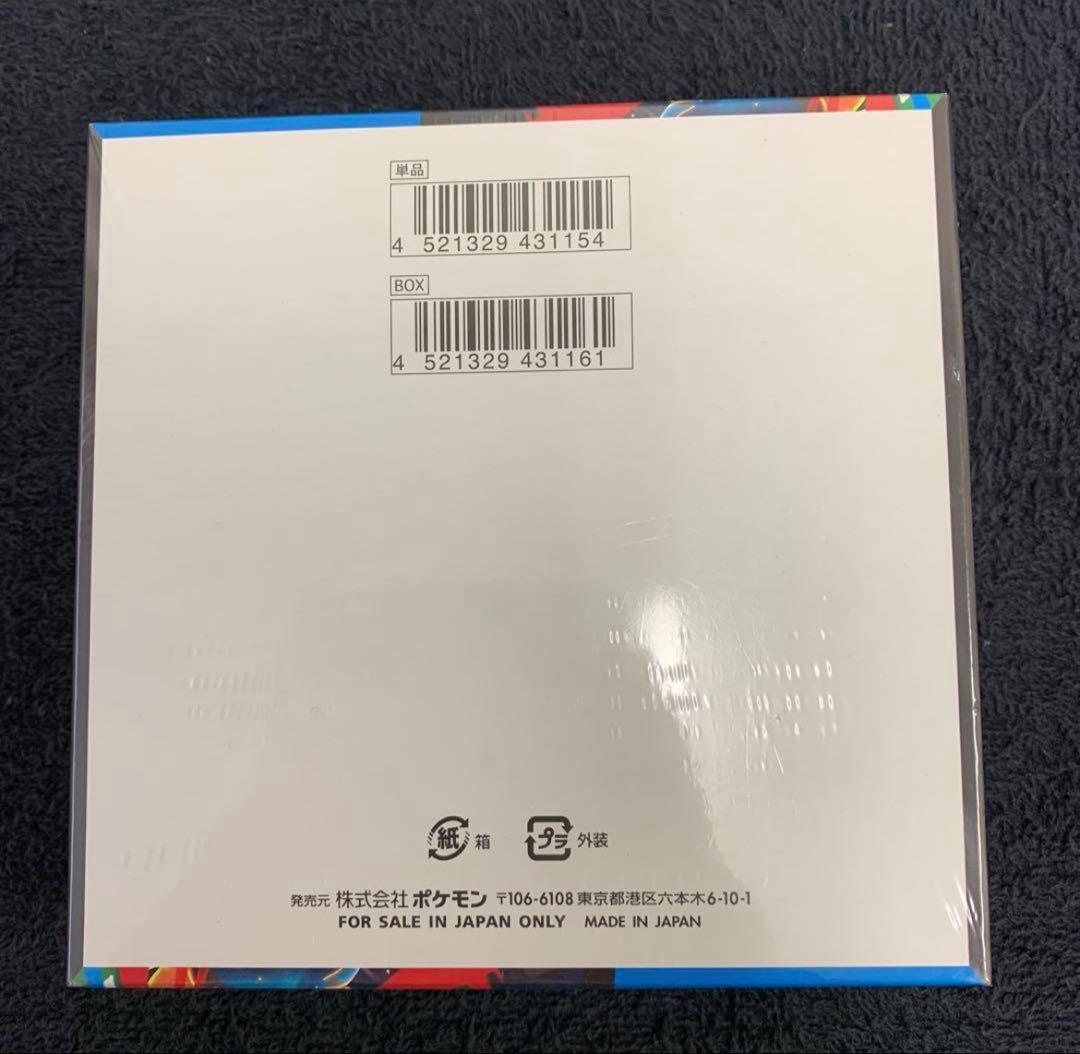 単品
4 521329 431154
BOX
4 521329 431161
紙 箱 プラ 外装
発売元 株式会社ポケモン 〒106-6108 東京都港区六本木6-10-1
FOR SALE IN JAPAN ONLY MADE IN JAPAN